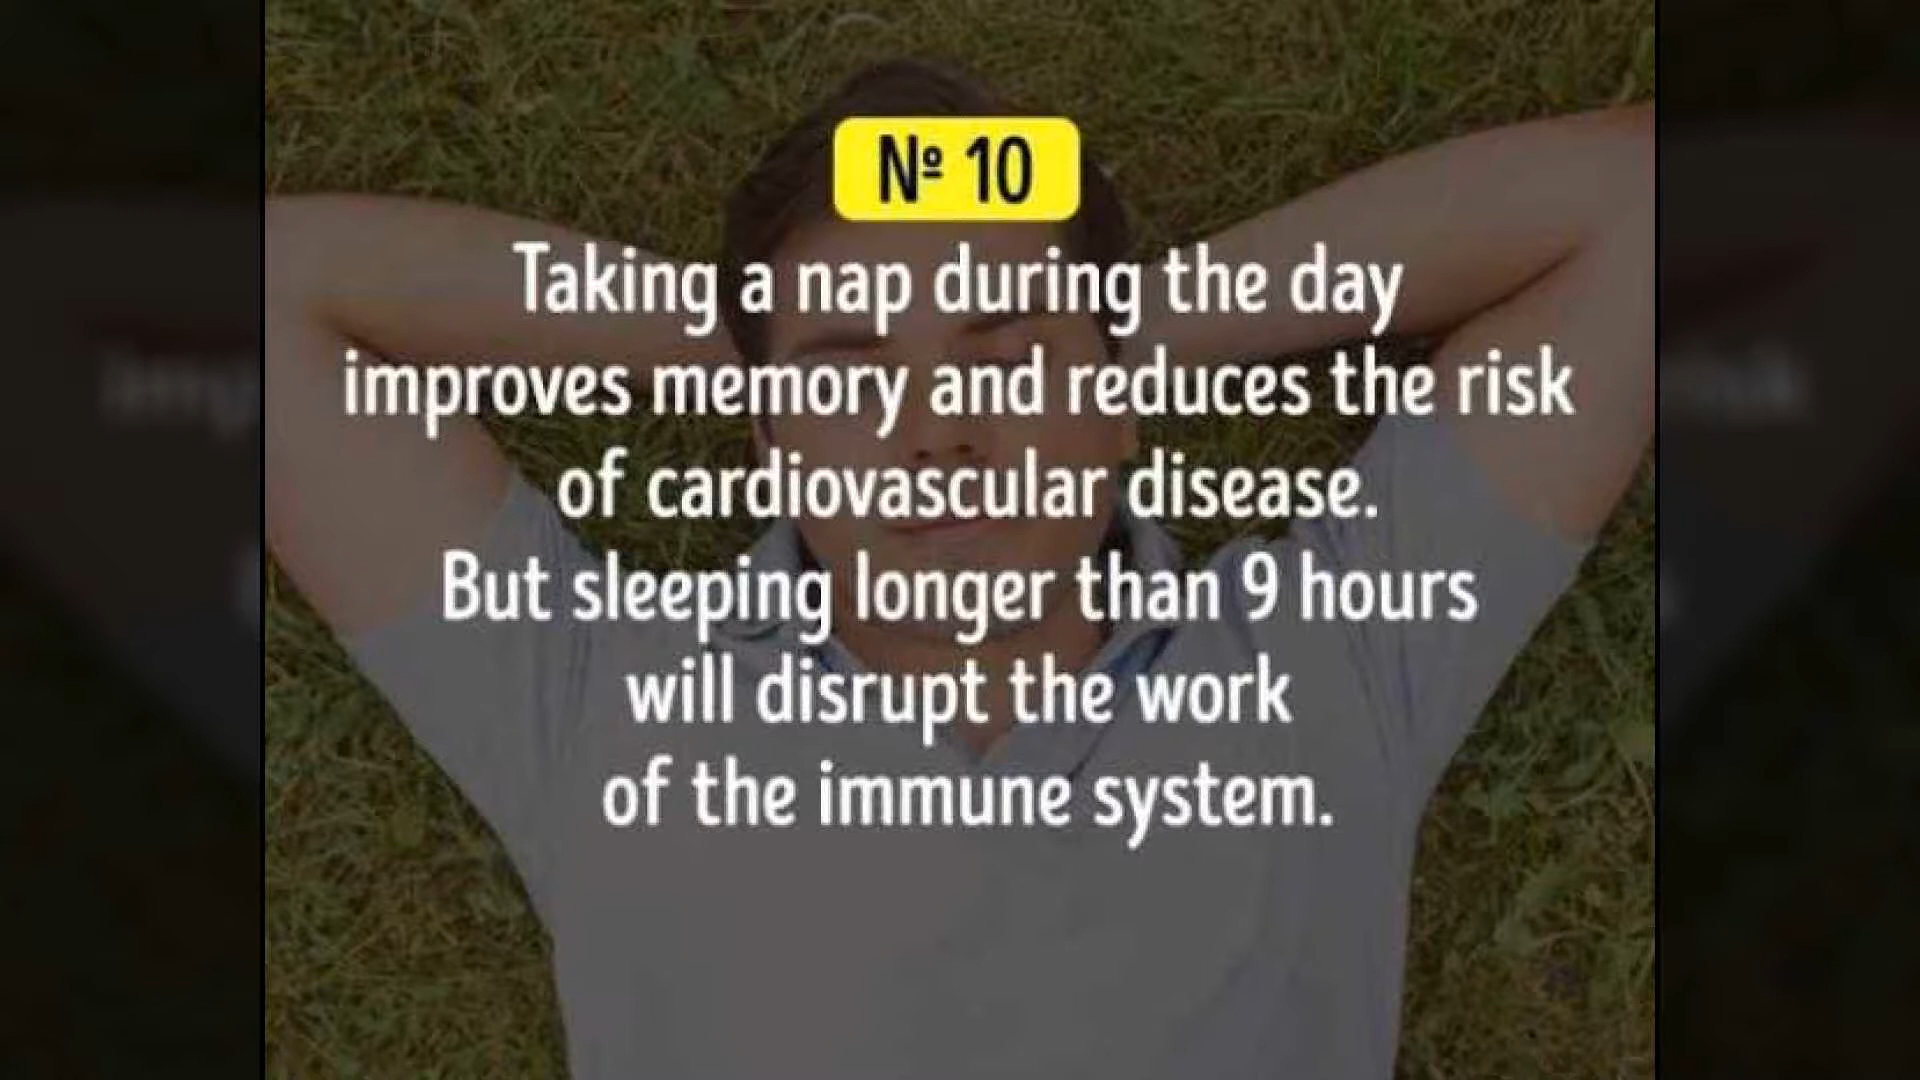 Nº 10
Taking a nap during the day
improves memory and reduces the risk
of cardiovascular disease.
But sleeping longer than 9 hours
will disrupt the work
of the immune system.